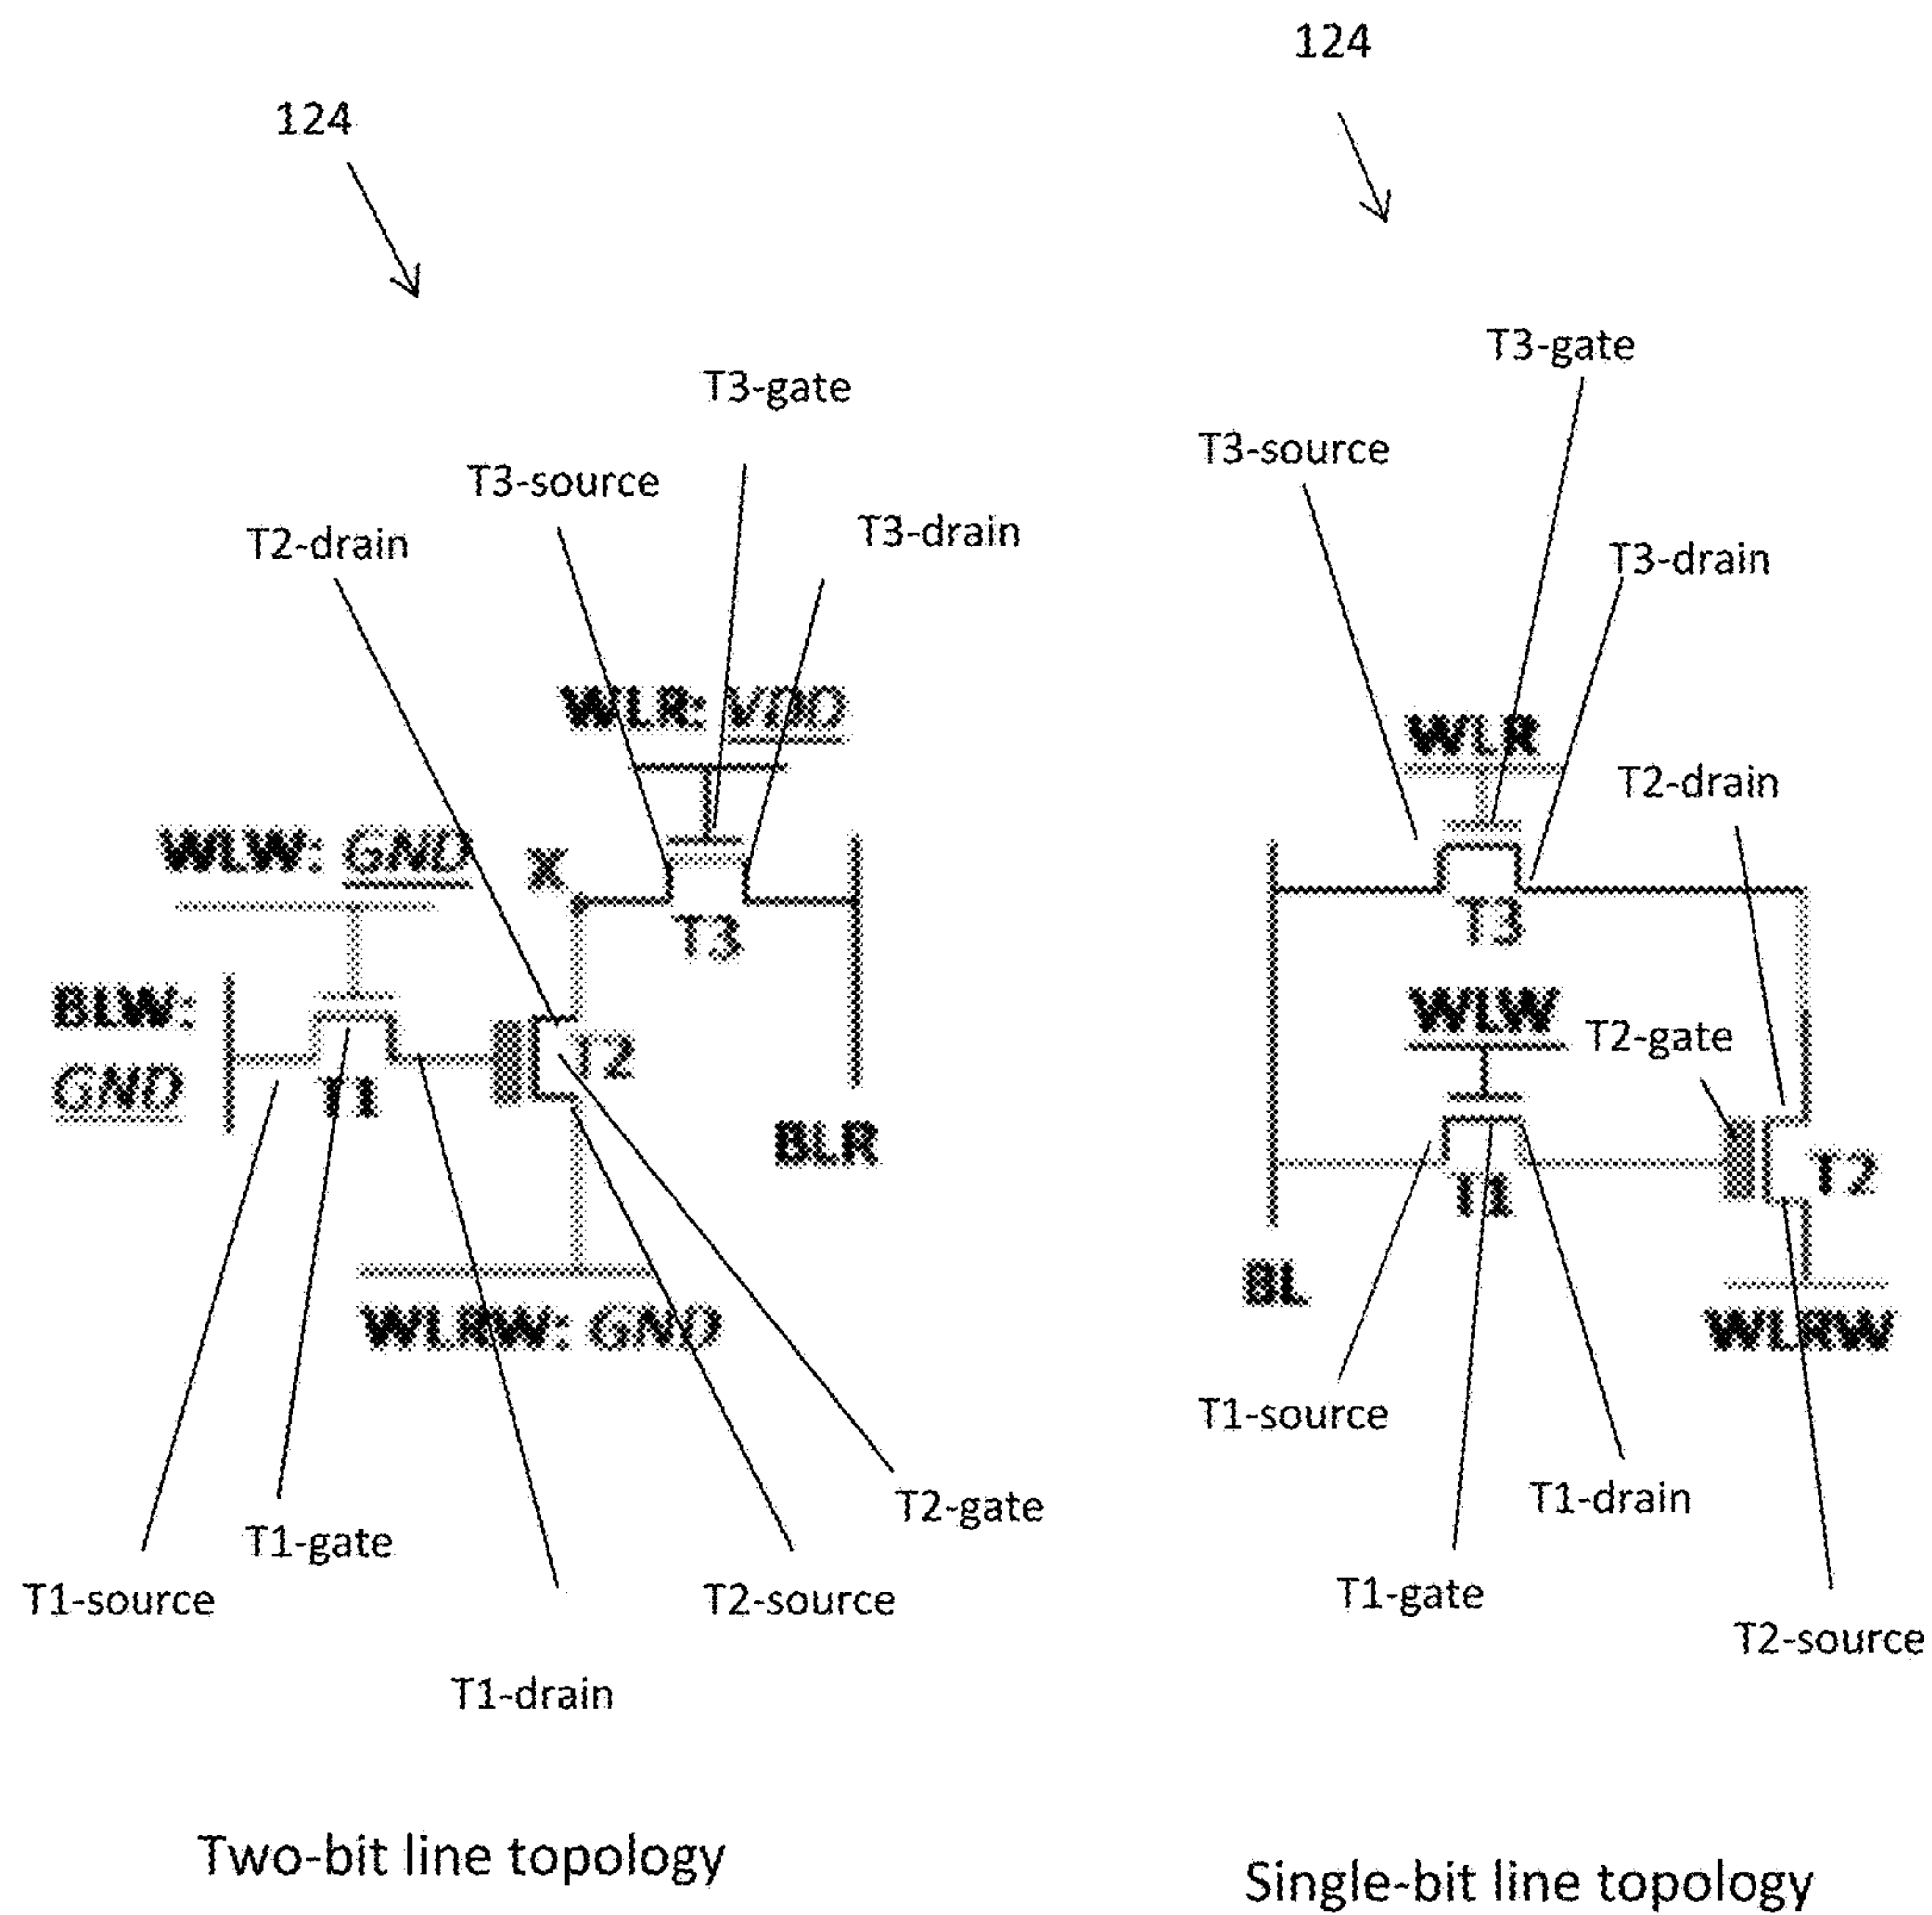 124
T3-gate
T3-source
T3-drain
T2-drain
WLR: VDD
WLW: GND
X
T3
BLW:
GND
T1
T2
BLR
WLRW: GND
T2-gate
T1-gate
T1-source
T2-source
T1-drain
Two-bit line topology
124
T3-gate
T3-source
T3-drain
WLR
T2-drain
T3
WLW
T2-gate
T1
T2
BL
WLRW
T1-source
T1-drain
T1-gate
T2-source
Single-bit line topology